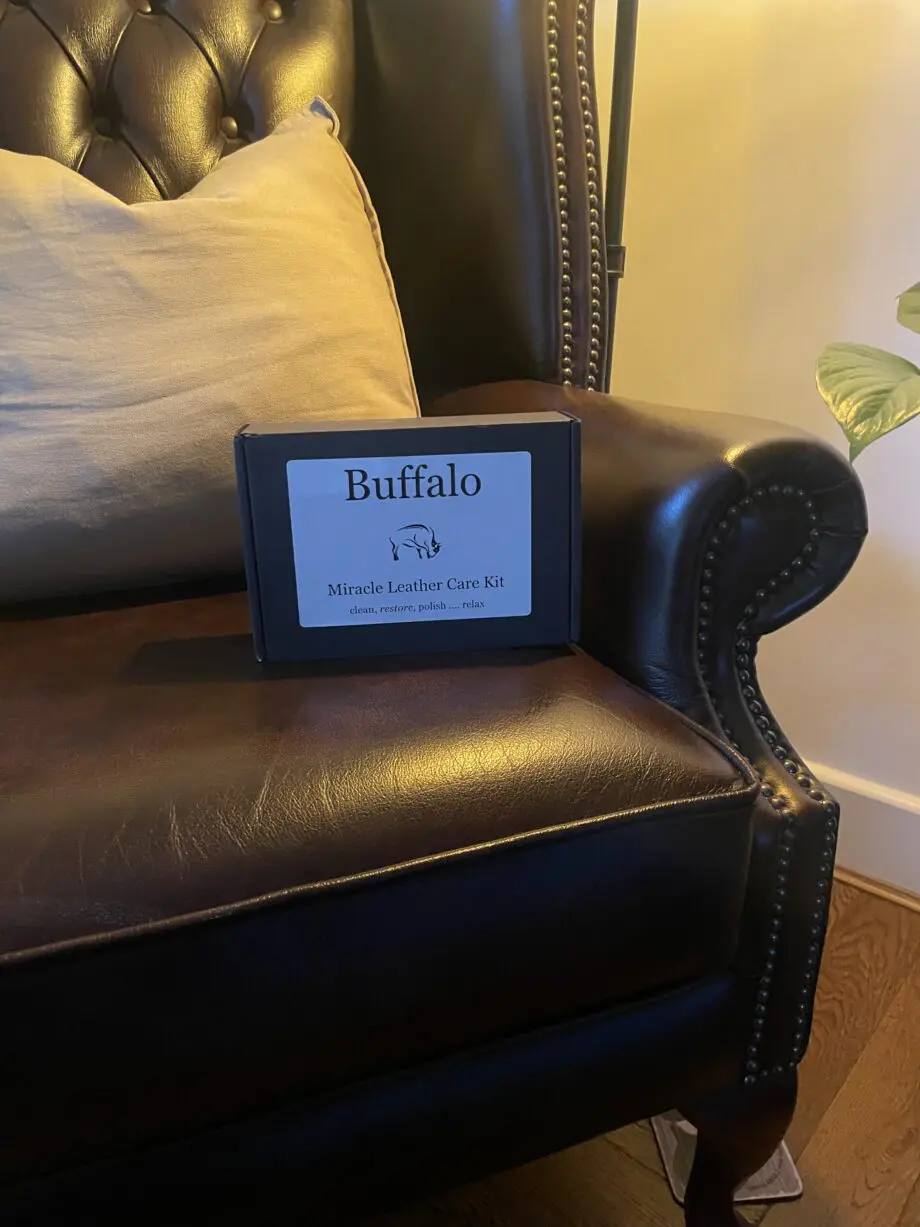 Buffalo
Miracle Leather Care Kit
clean, restore, polish .... relax